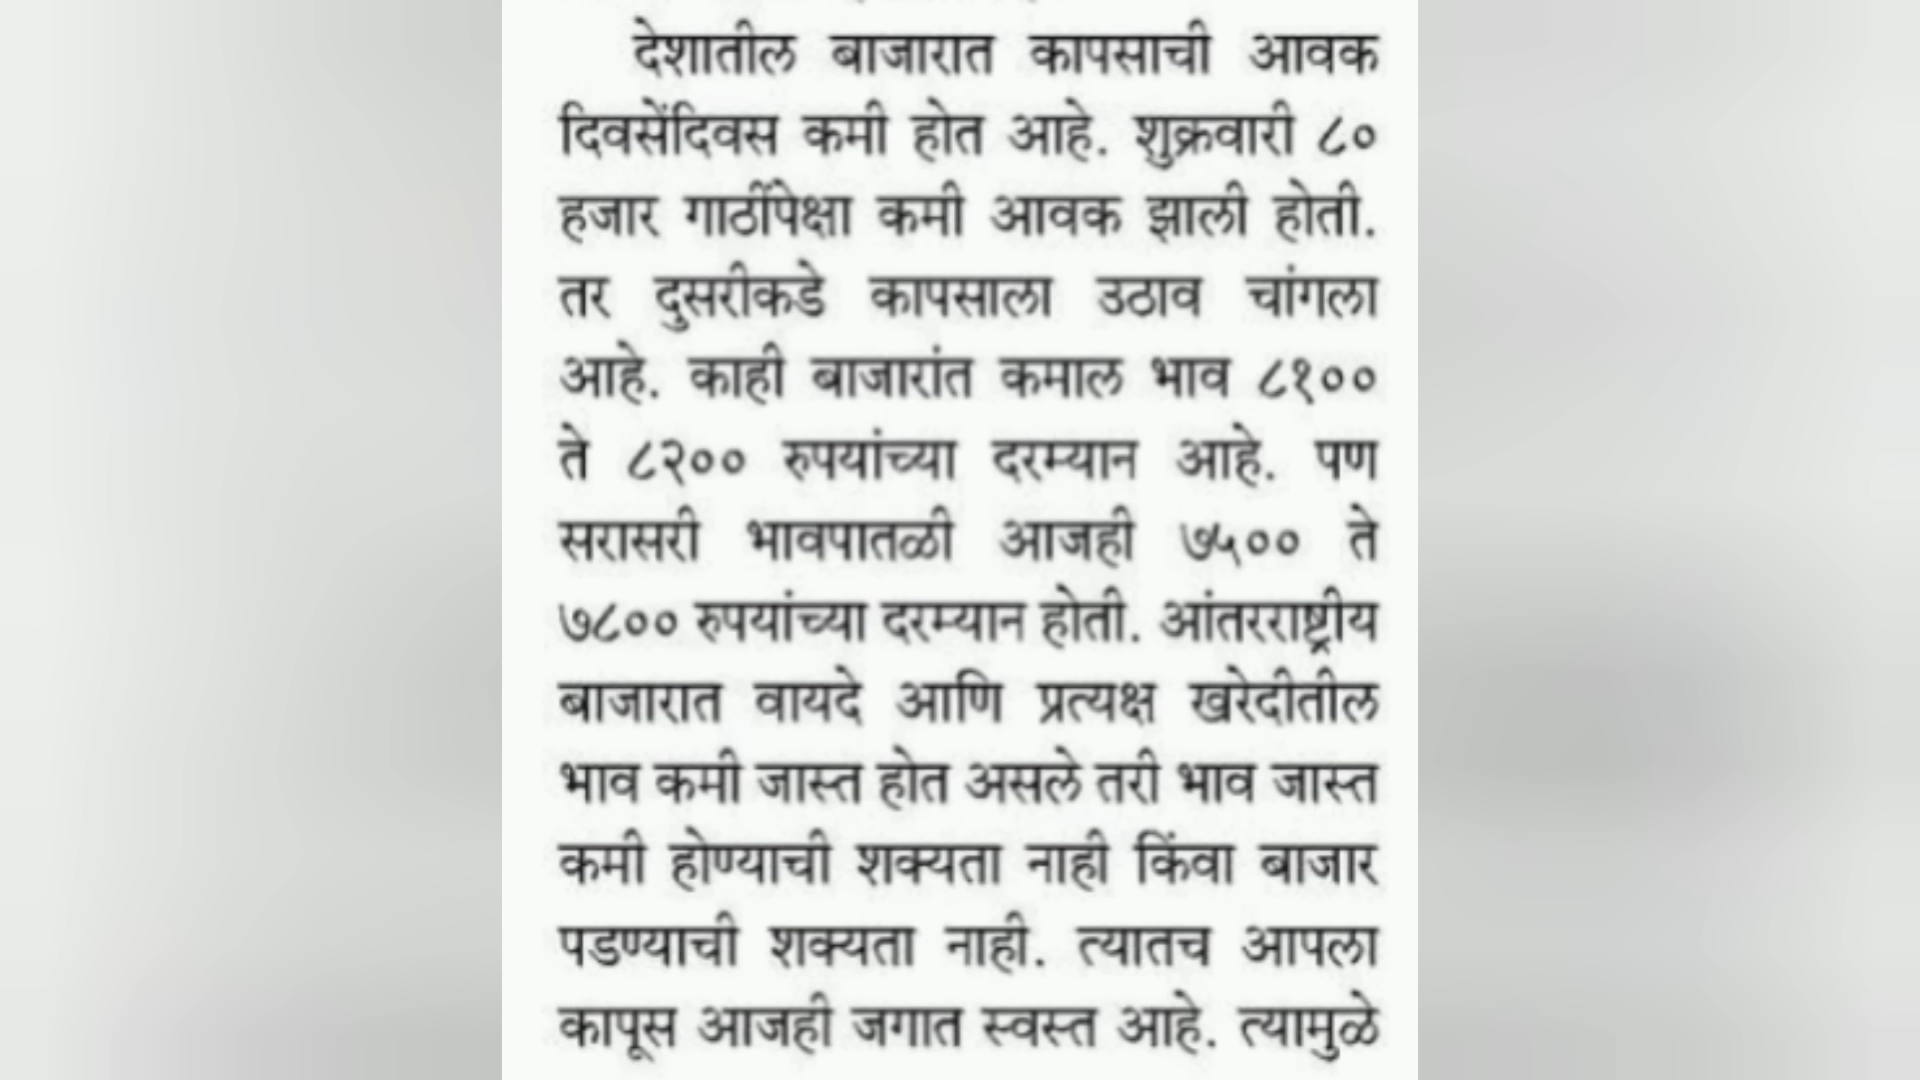 देशातील बाजारात कापसाची आवक
दिवसेंदिवस कमी होत आहे. शुक्रवारी ८०
हजार गाठींपेक्षा कमी आवक झाली होती.
तर दुसरीकडे कापसाला उठाव चांगला
आहे. काही बाजारांत कमाल भाव ८१००
ते ८२०० रुपयांच्या दरम्यान आहे. पण
सरासरी भावपातळी आजही ७५०० ते
७८०० रुपयांच्या दरम्यान होती. आंतरराष्ट्रीय
बाजारात वायदे आणि प्रत्यक्ष खरेदीतील
भाव कमी जास्त होत असले तरी भाव जास्त
कमी होण्याची शक्यता नाही किंवा बाजार
पडण्याची शक्यता नाही. त्यातच आपला
कापूस आजही जगात स्वस्त आहे. त्यामुळे